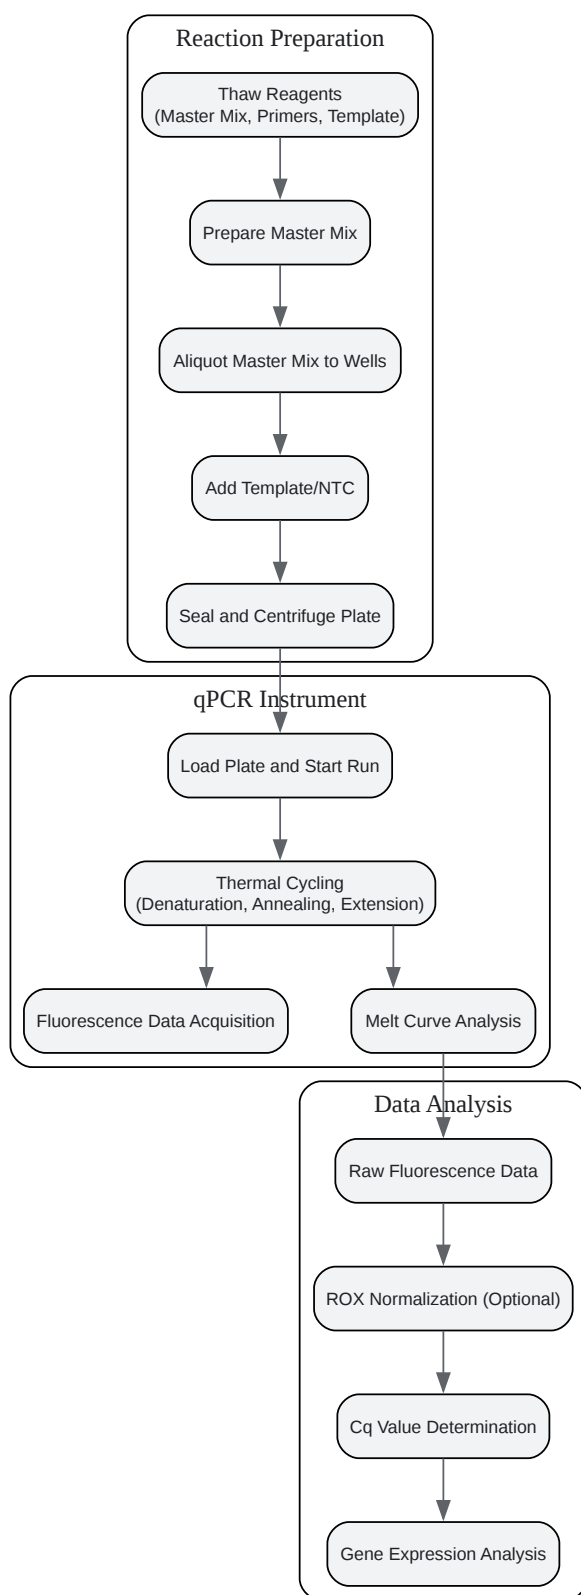 Reaction Preparation
Thaw Reagents
(Master Mix, Primers, Template)
Prepare Master Mix
Aliquot Master Mix to Wells
Add Template/NTC
Seal and Centrifuge Plate
qPCR Instrument
Load Plate and Start Run
Thermal Cycling
(Denaturation, Annealing, Extension)
Fluorescence Data Acquisition
Melt Curve Analysis
Data Analysis
Raw Fluorescence Data
ROX Normalization (Optional)
Cq Value Determination
Gene Expression Analysis